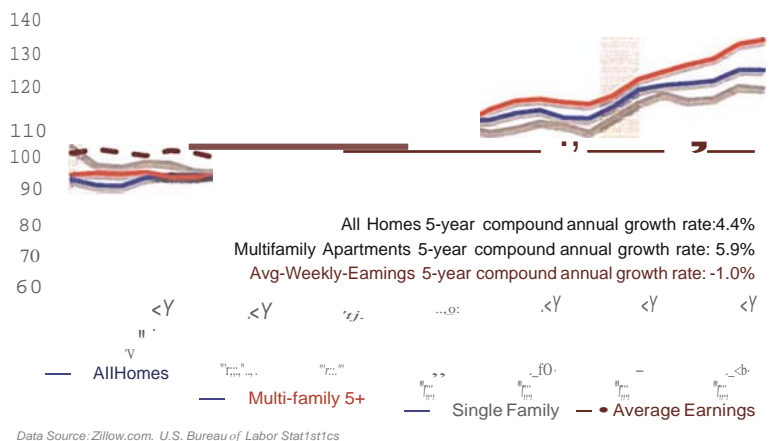 140
130
120
110
100
90
80
70
60
All Homes 5-year compound annual growth rate:4.4%
Multifamily Apartments 5-year compound annual growth rate: 5.9%
Avg-Weekly-Eamings 5-year compound annual growth rate: -1.0%
<Y <Y <Y <Y <Y
AIIHomes
Multi-family 5+
Single Family
Average Earnings
Data Source: Zillow.com. U.S. Bureau of Labor Stat1st1cs